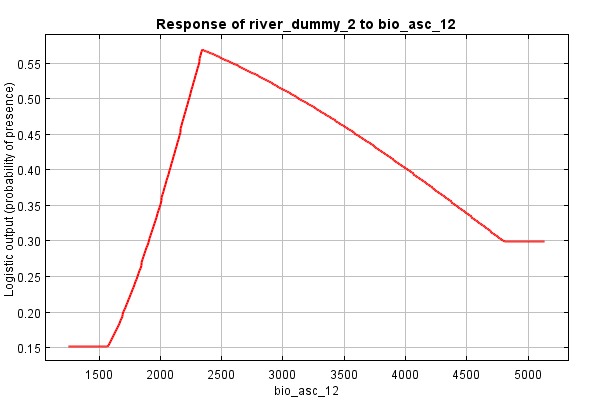 Response of river_dummy_2 to bio_asc_12
Logistic output (probability of presence)
0.55
0.50
0.45
0.40
0.35
0.30
0.25
0.20
0.15
1500 2000 2500 3000 3500 4000 4500 5000
bio_asc_12